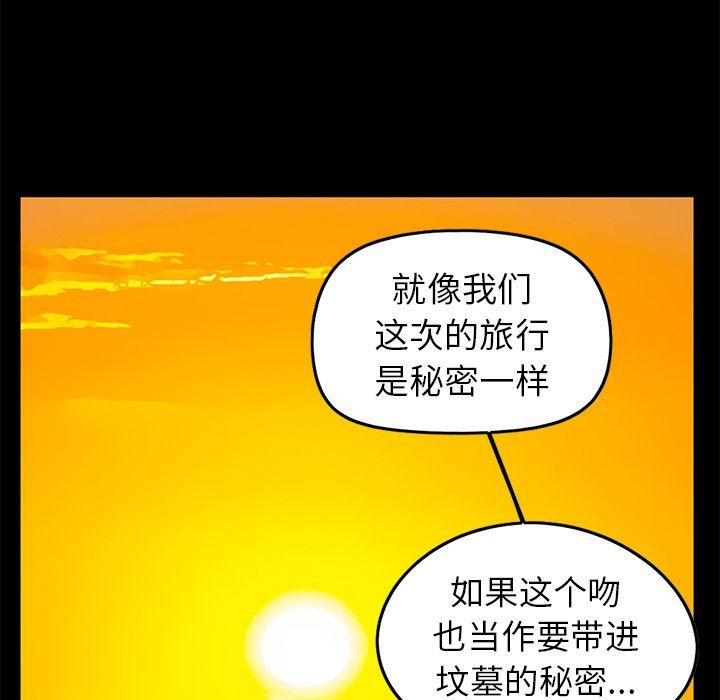 就像我们
这次的旅行
是秘密一样
如果这个吻
也当作要带进
坟墓的秘密...